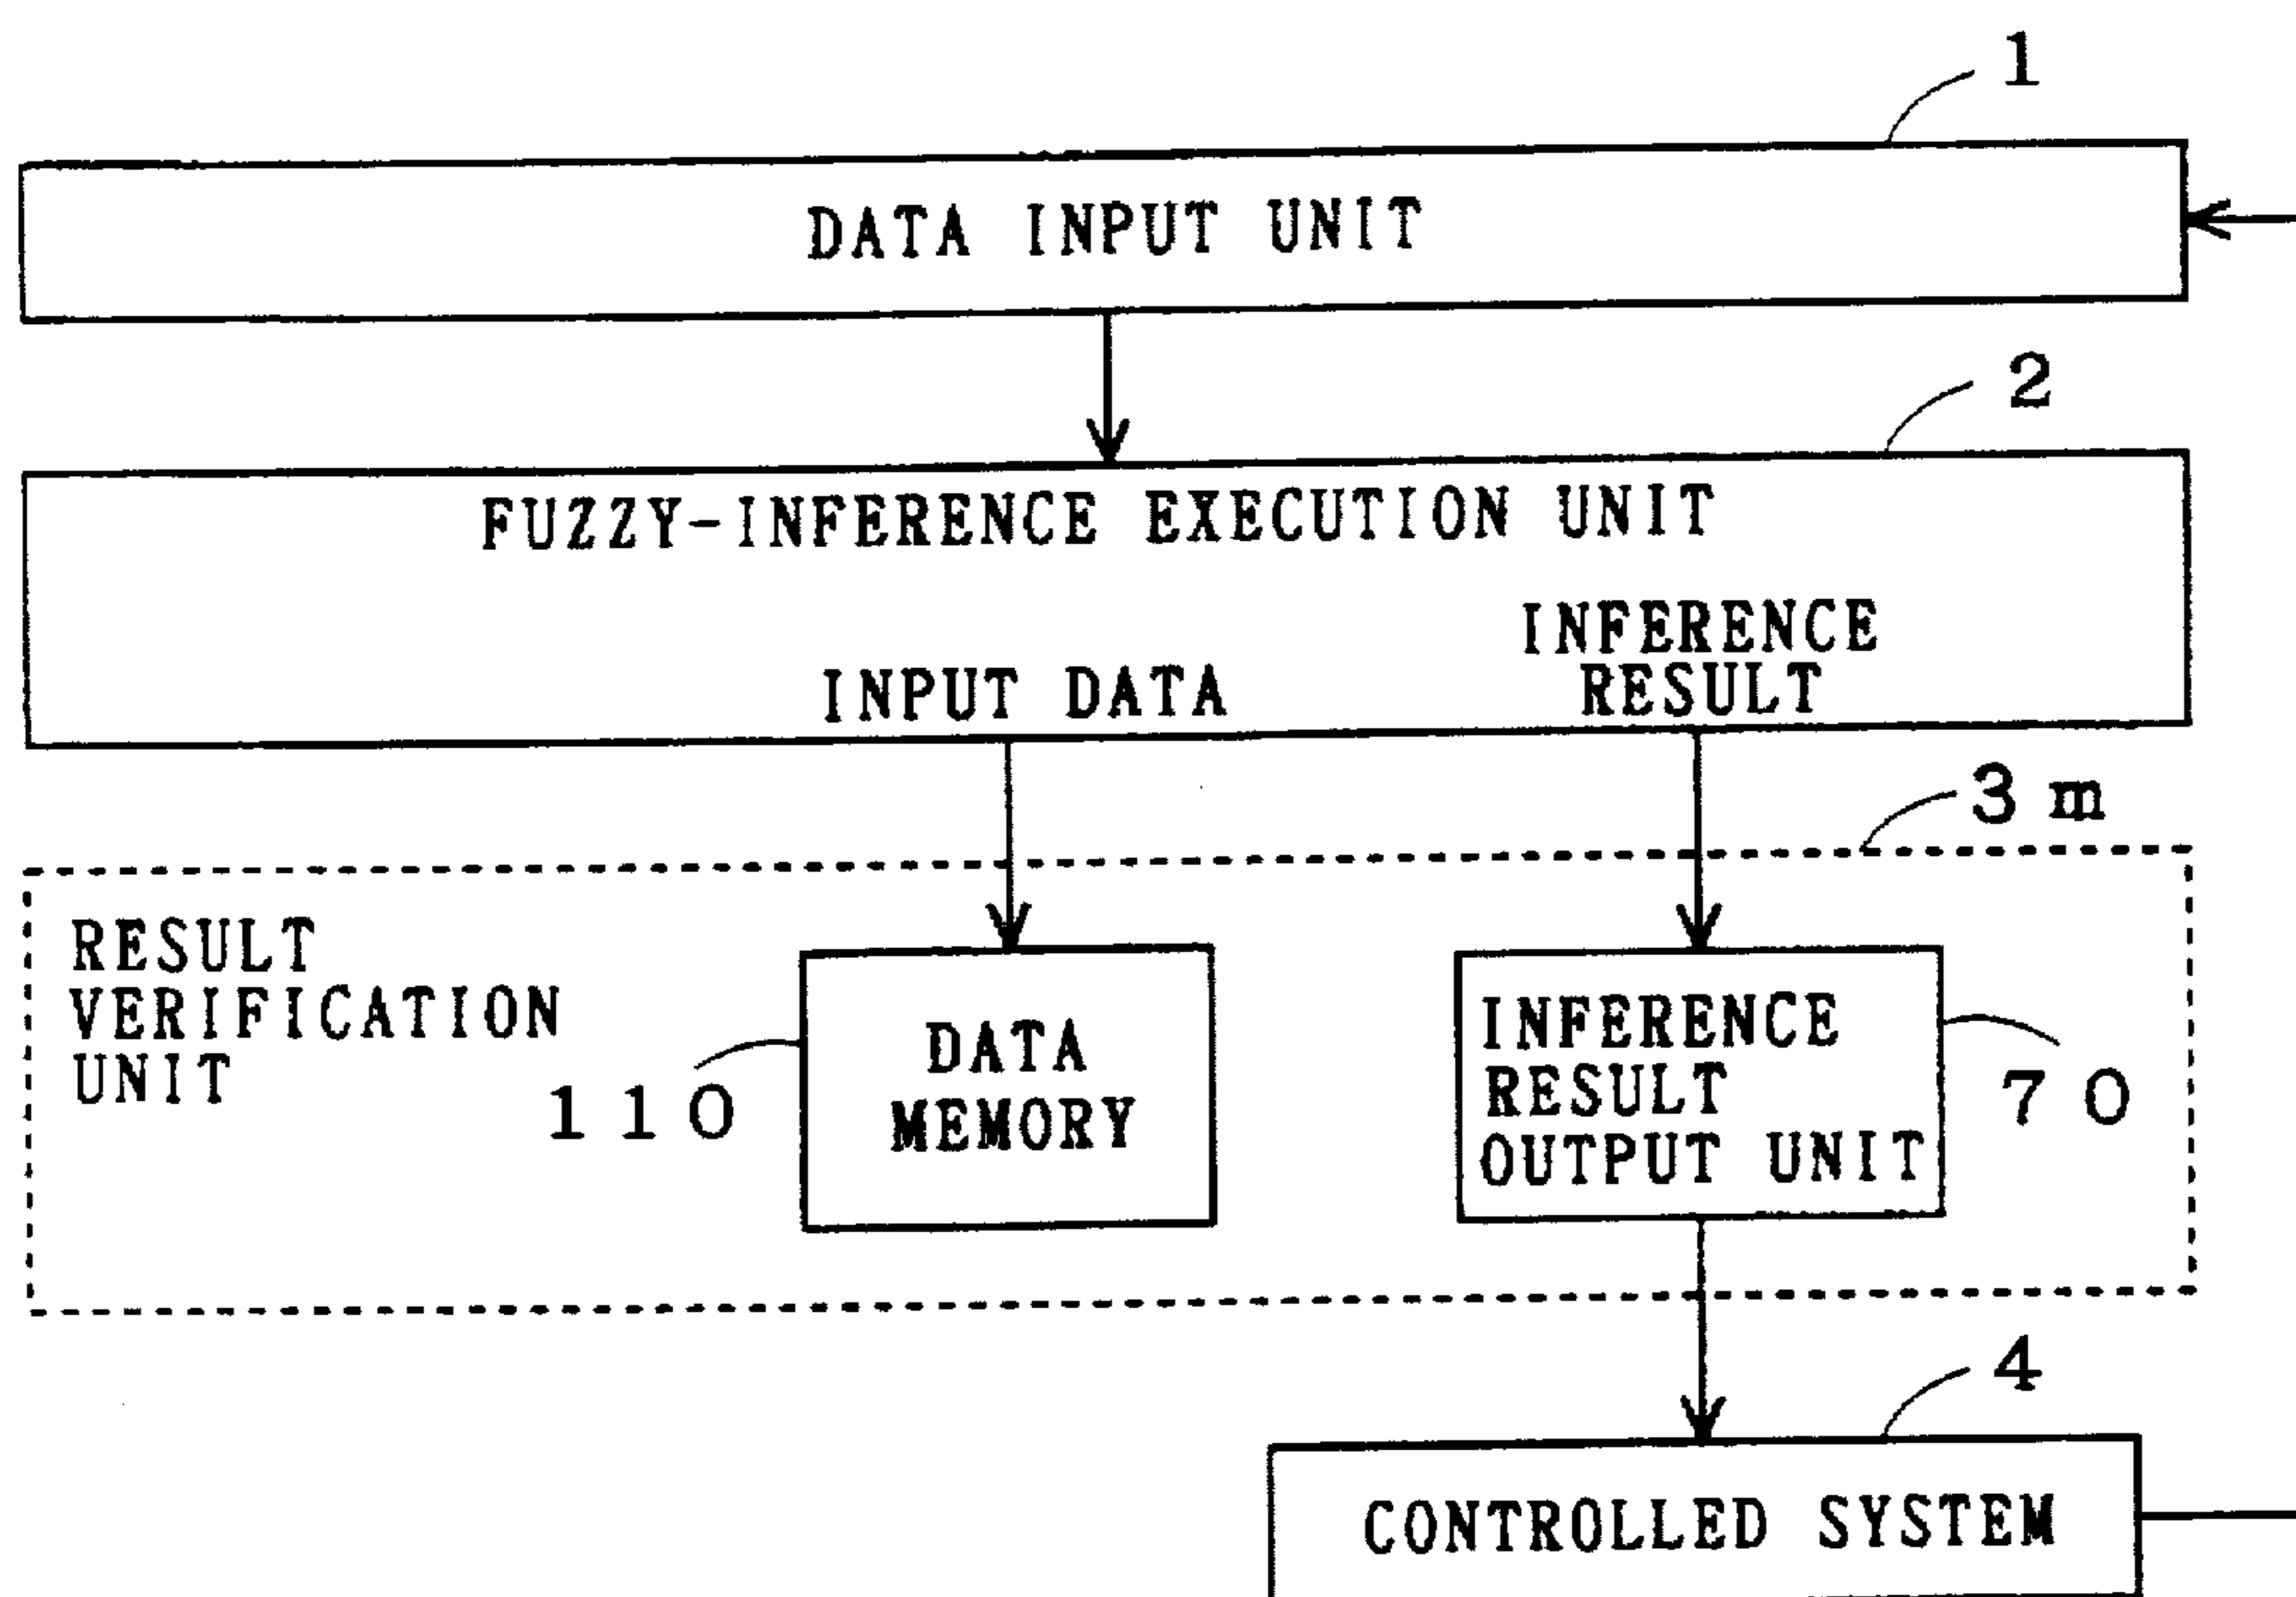 1
DATA INPUT UNIT
2
FUZZY-INFERENCE EXECUTION UNIT
INPUT DATA
INFERENCE
RESULT
3m
RESULT
VERIFICATION
UNIT
110
DATA
MEMORY
INFERENCE
RESULT
OUTPUT UNIT
70
4
CONTROLLED SYSTEM